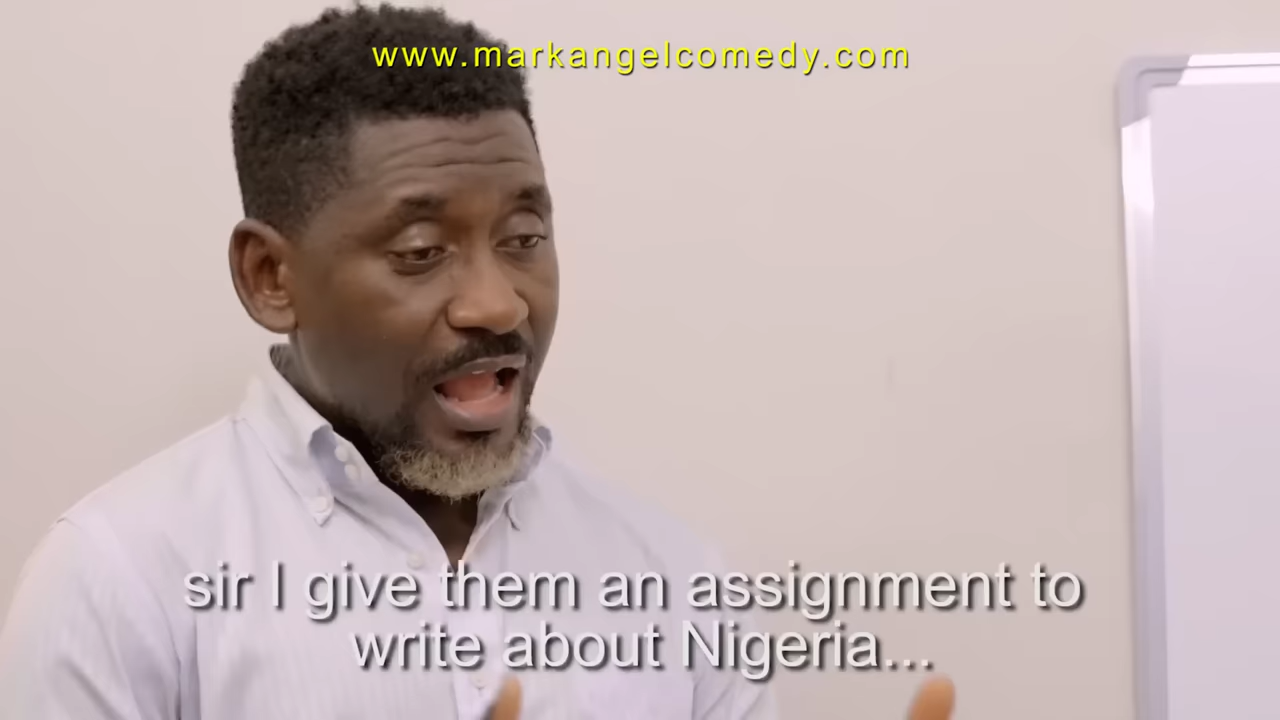 www.markangelcomedy.com
sir I give them an assignment to
write about Nigeria...